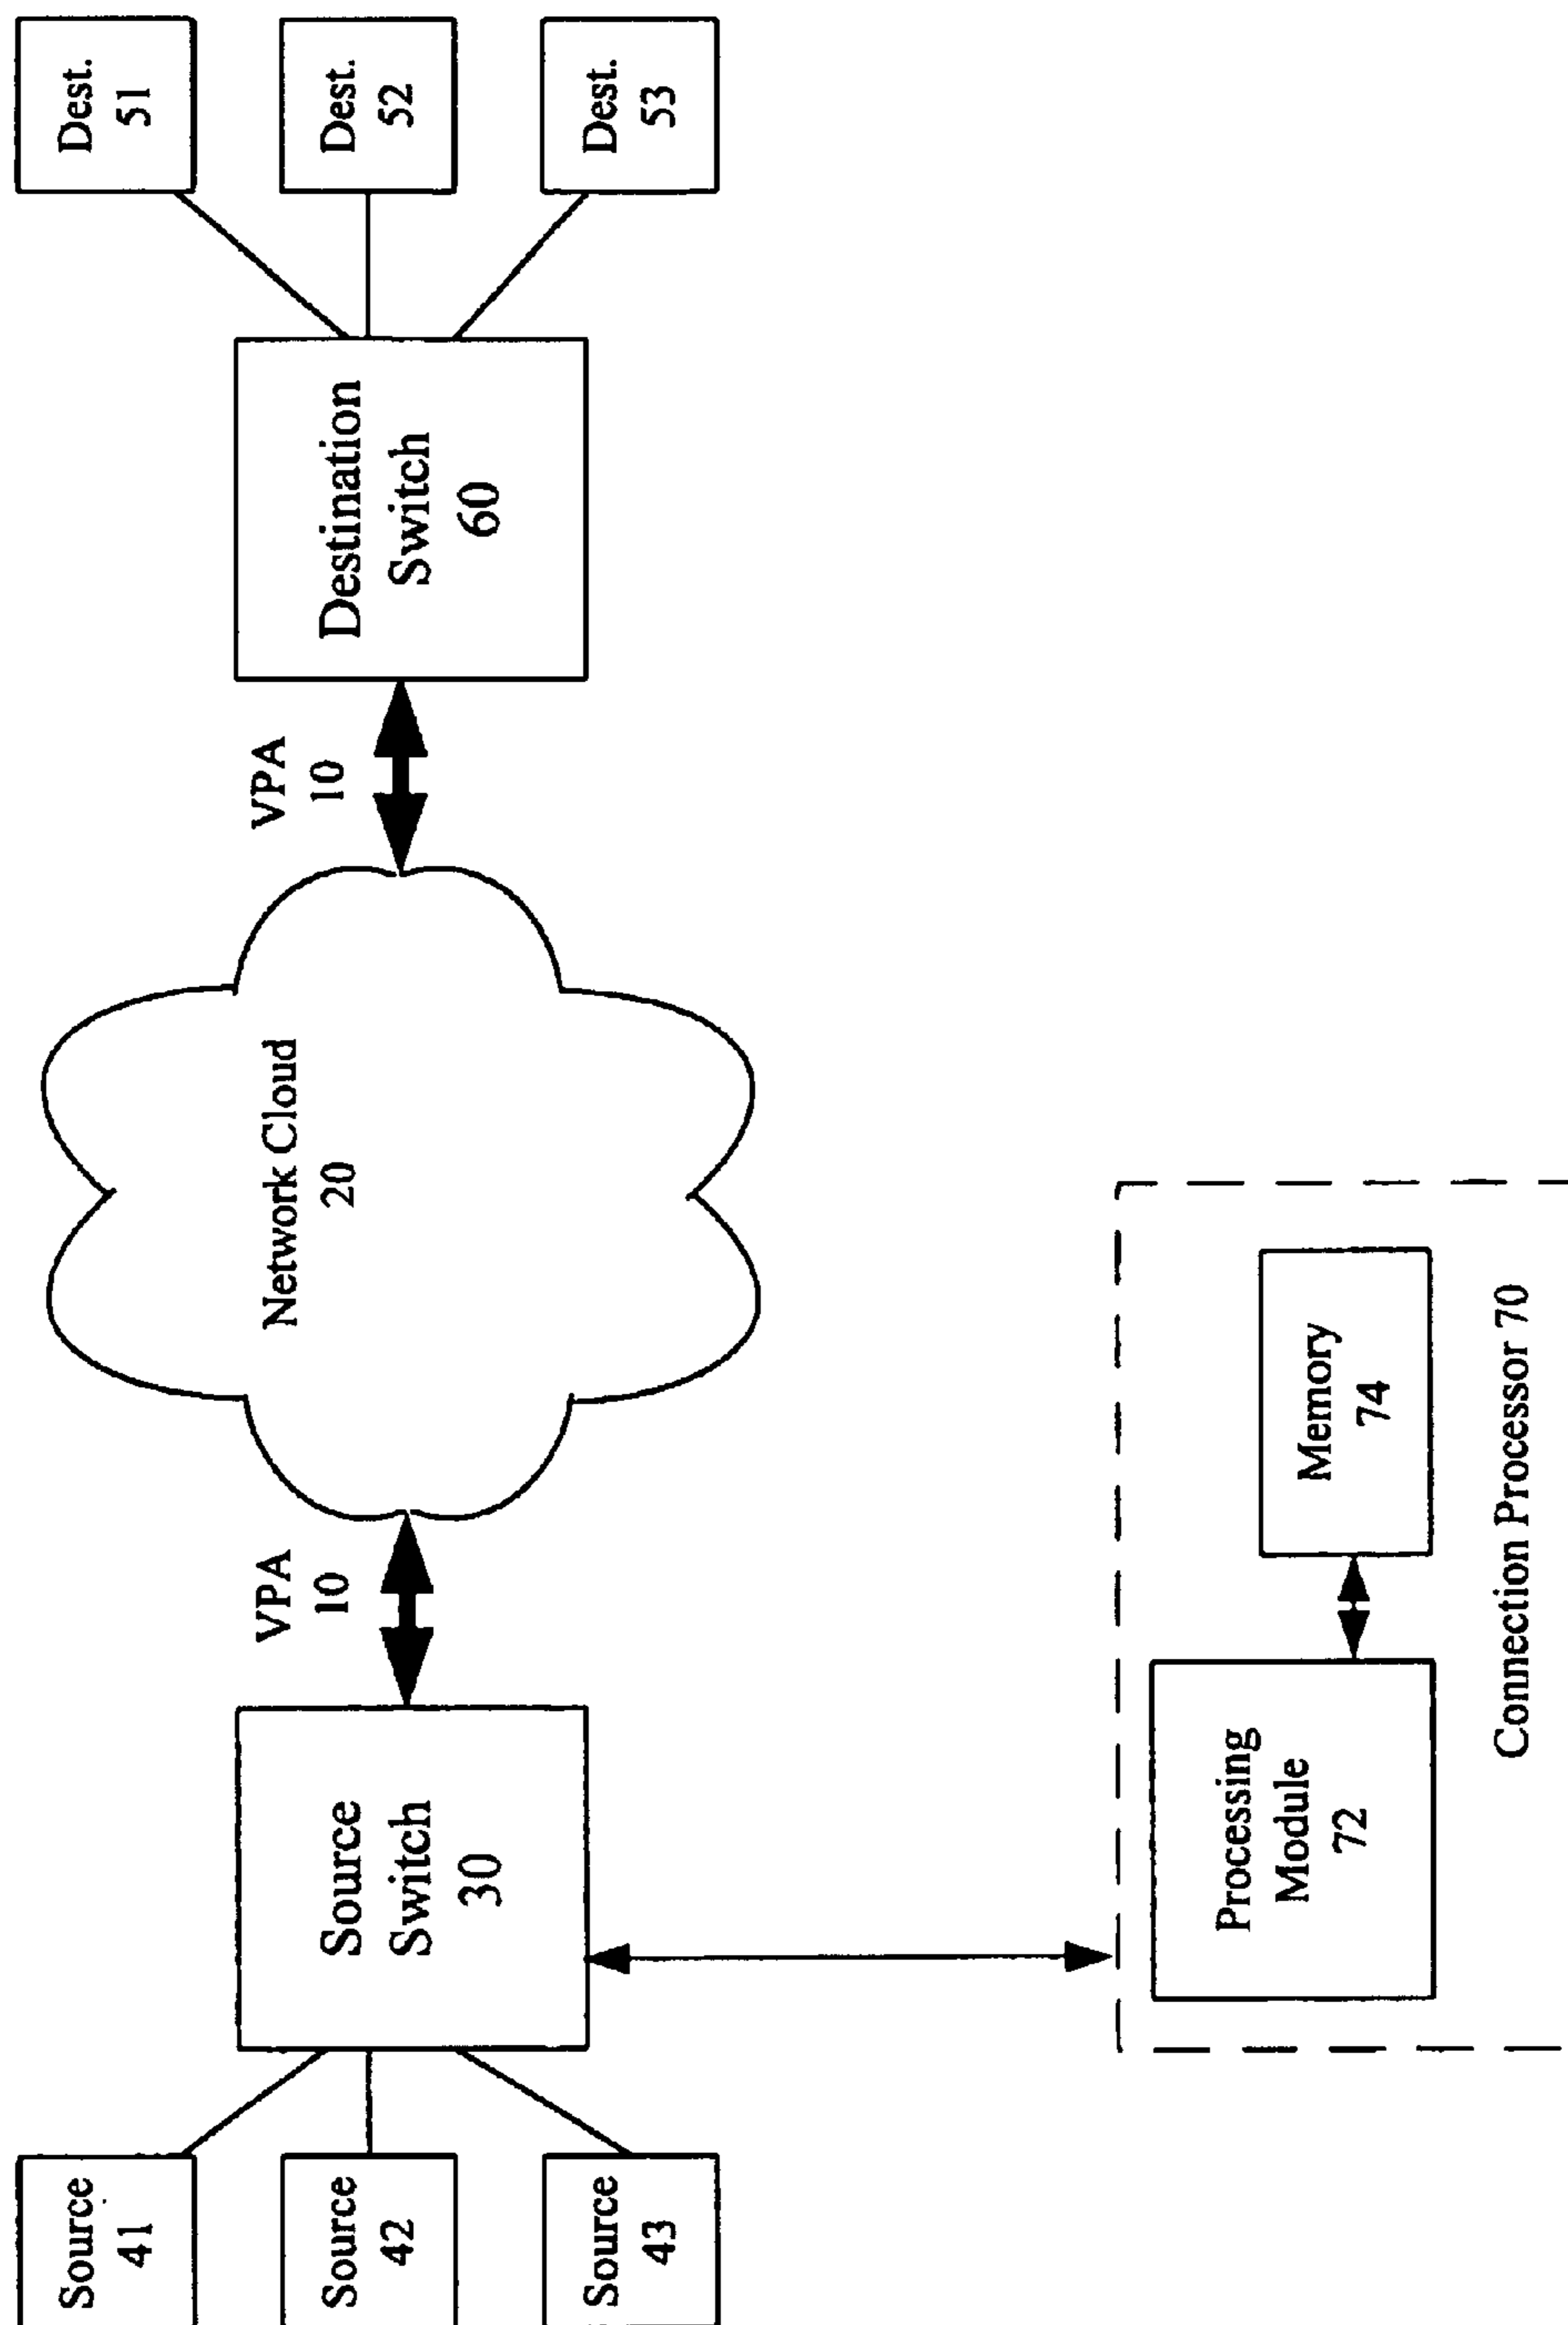 Source
41
Source
42
Source
43
Source
Switch
30
VPA
10
Network Cloud
20
VPA
10
Destination
Switch
60
Dest.
51
Dest.
52
Dest.
53
Processing
Module
72
Memory
74
Connection Processor 70